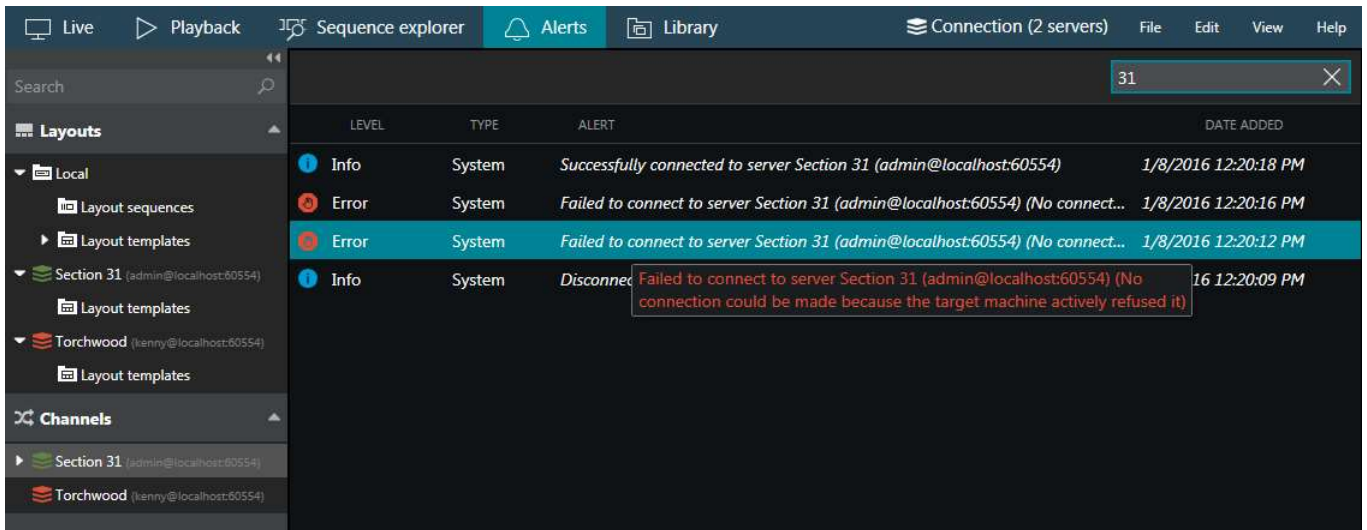 Live Playback Sequence explorer Alerts Library Connection (2 servers) File Edit View Help
Search
31
Layouts
LEVEL TYPE ALERT DATE ADDED
Local
Info System Successfully connected to server Section 31 (admin@localhost:60554) 1/8/2016 12:20:18 PM
Layout sequences
Error System Failed to connect to server Section 31 (admin@localhost:60554) (No connect... 1/8/2016 12:20:16 PM
Layout templates
Error System Failed to connect to server Section 31 (admin@localhost:60554) (No connect... 1/8/2016 12:20:12 PM
Section 31 (admin@localhost:60554)
Info System Disconnec 16 12:20:09 PM
Failed to connect to server Section 31 (admin@localhost:60554) (No
connection could be made because the target machine actively refused it)
Layout templates
Torchwood (kenny@localhost:60554)
Layout templates
Channels
Section 31 (admin@localhost:60554)
Torchwood (kenny@localhost:60554)